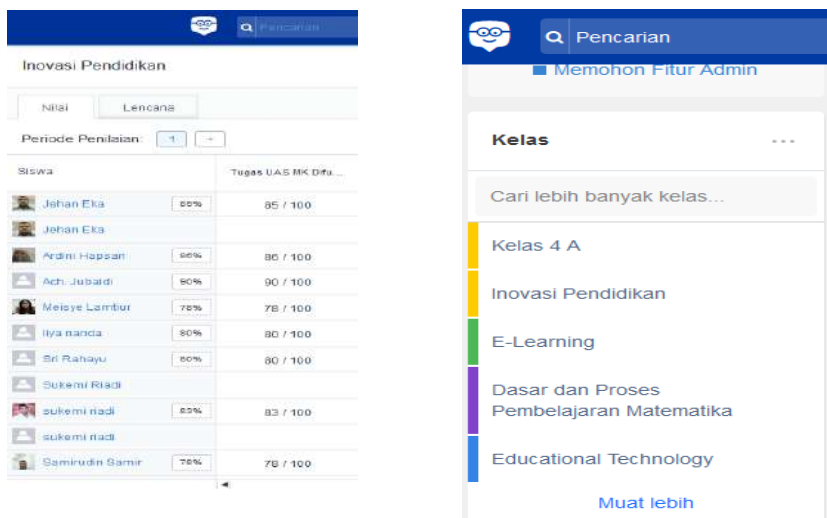 Pencarian
Inovasi Pendidikan
Nilai Lencana
Periode Penilaian: 1 +
Siswa Tugas UAS MK Difu...
Jehan Eka 85% 85 / 100
Jehan Eka
Ardini Hapsari 86% 86 / 100
Ach. Jubaidi 90% 90 / 100
Meisye Lambur 78% 78 / 100
Ilya nanda 80% 80 / 100
Sri Rahayu 80% 80 / 100
Sukemi Riadi
sukemi riadi 83% 83 / 100
sukemi riadi
Samirudin Samir 78% 78 / 100
Pencarian
Memohon Fitur Admin
Kelas ...
Cari lebih banyak kelas...
Kelas 4 A
Inovasi Pendidikan
E-Learning
Dasar dan Proses
Pembelajaran Matematika
Educational Technology
Muat lebih